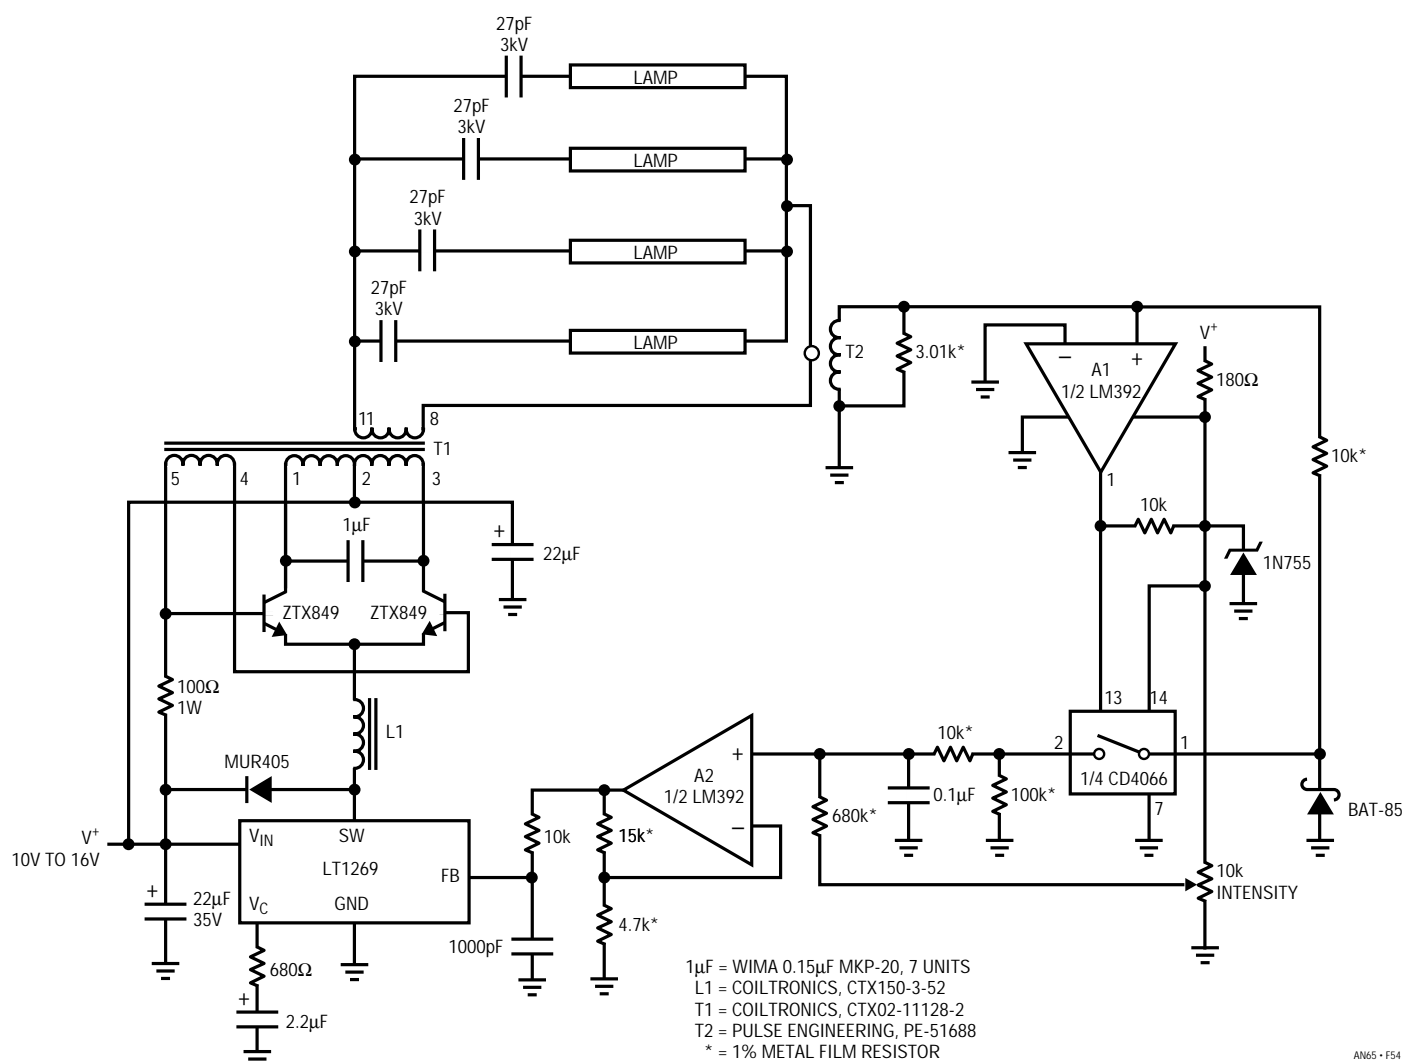 27pF
3kV
LAMP
27pF
3kV
LAMP
27pF
3kV
LAMP
27pF
3kV
LAMP
11
8
T1
5
4
1
2
3
1µF
+
22µF
ZTX849
ZTX849
100Ω
1W
L1
MUR405
V+
10V TO 16V
VIN
SW
LT1269
FB
VC
GND
+
22µF
35V
680Ω
+
2.2µF
1000pF
10k
15k*
4.7k*
A2
1/2 LM392
+
−
680k*
0.1µF
10k*
100k*
T2
3.01k*
−
+
A1
1/2 LM392
1
V+
180Ω
10k*
10k
1N755
13
14
2
1
1/4 CD4066
7
BAT-85
10k
INTENSITY
1µF = WIMA 0.15µF MKP-20, 7 UNITS
L1 = COILTRONICS, CTX150-3-52
T1 = COILTRONICS, CTX02-11128-2
T2 = PULSE ENGINEERING, PE-51688
* = 1% METAL FILM RESISTOR
AN65 • F54